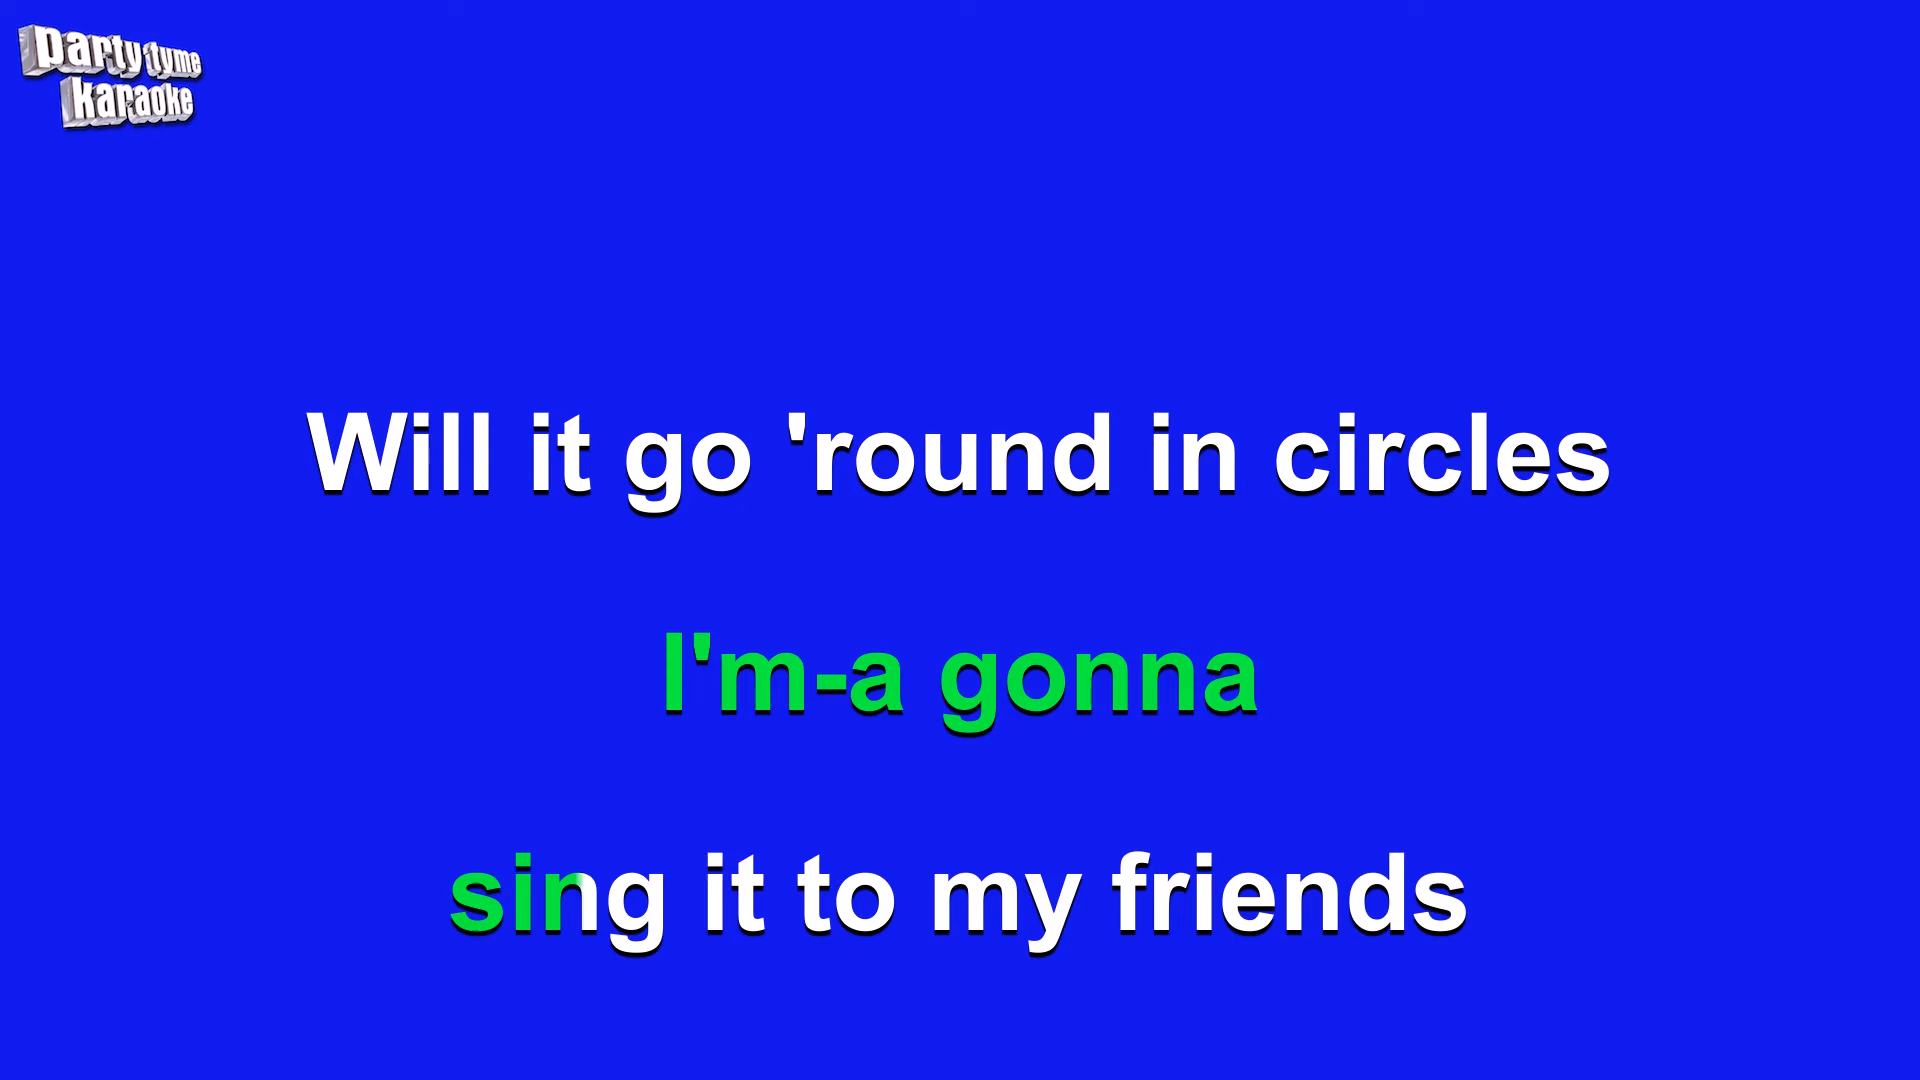 party tyme
karaoke
Will it go 'round in circles
I'm-a gonna
sing it to my friends